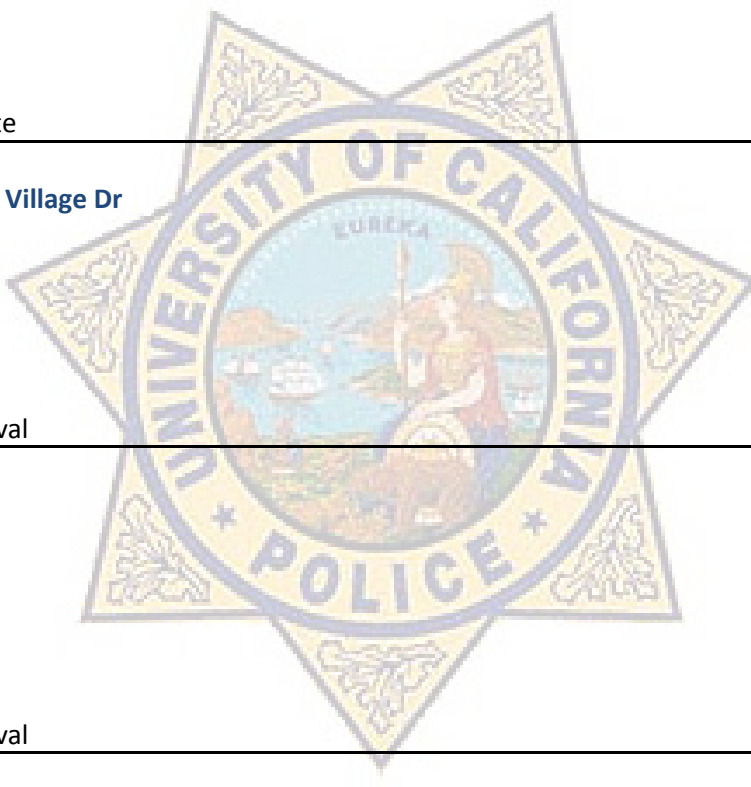 te
Village Dr
UNIVERSITY OF CALIFORNIA
EUREKA
val
POLICE
val